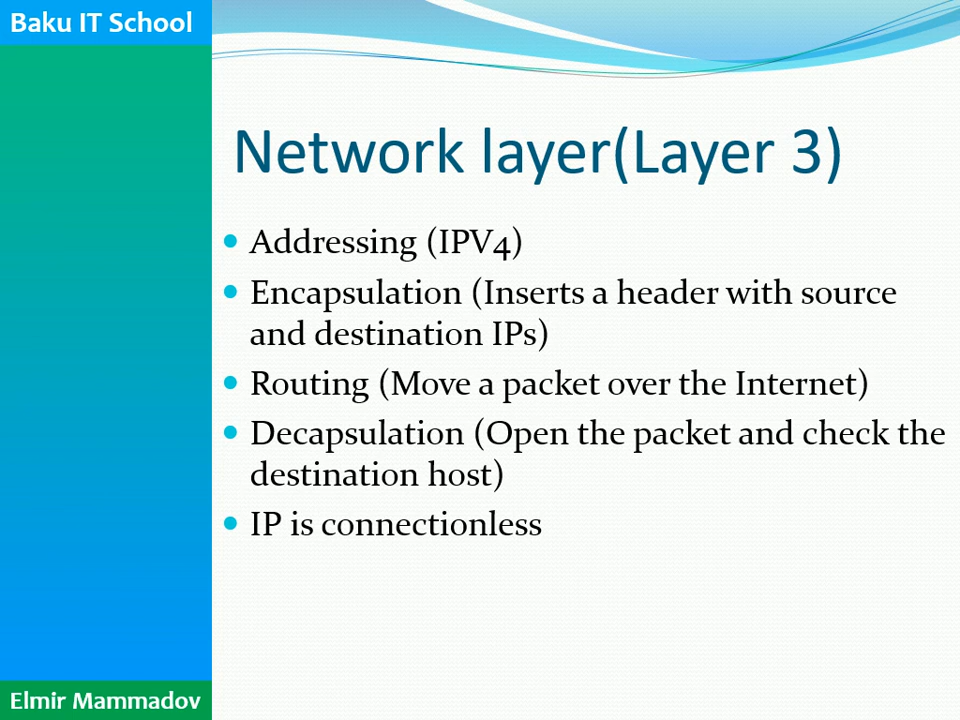 Baku IT School
Network layer(Layer 3)
Addressing (IPV4)
Encapsulation (Inserts a header with source
and destination IPs)
Routing (Move a packet over the Internet)
Decapsulation (Open the packet and check the
destination host)
IP is connectionless
Elmir Mammadov